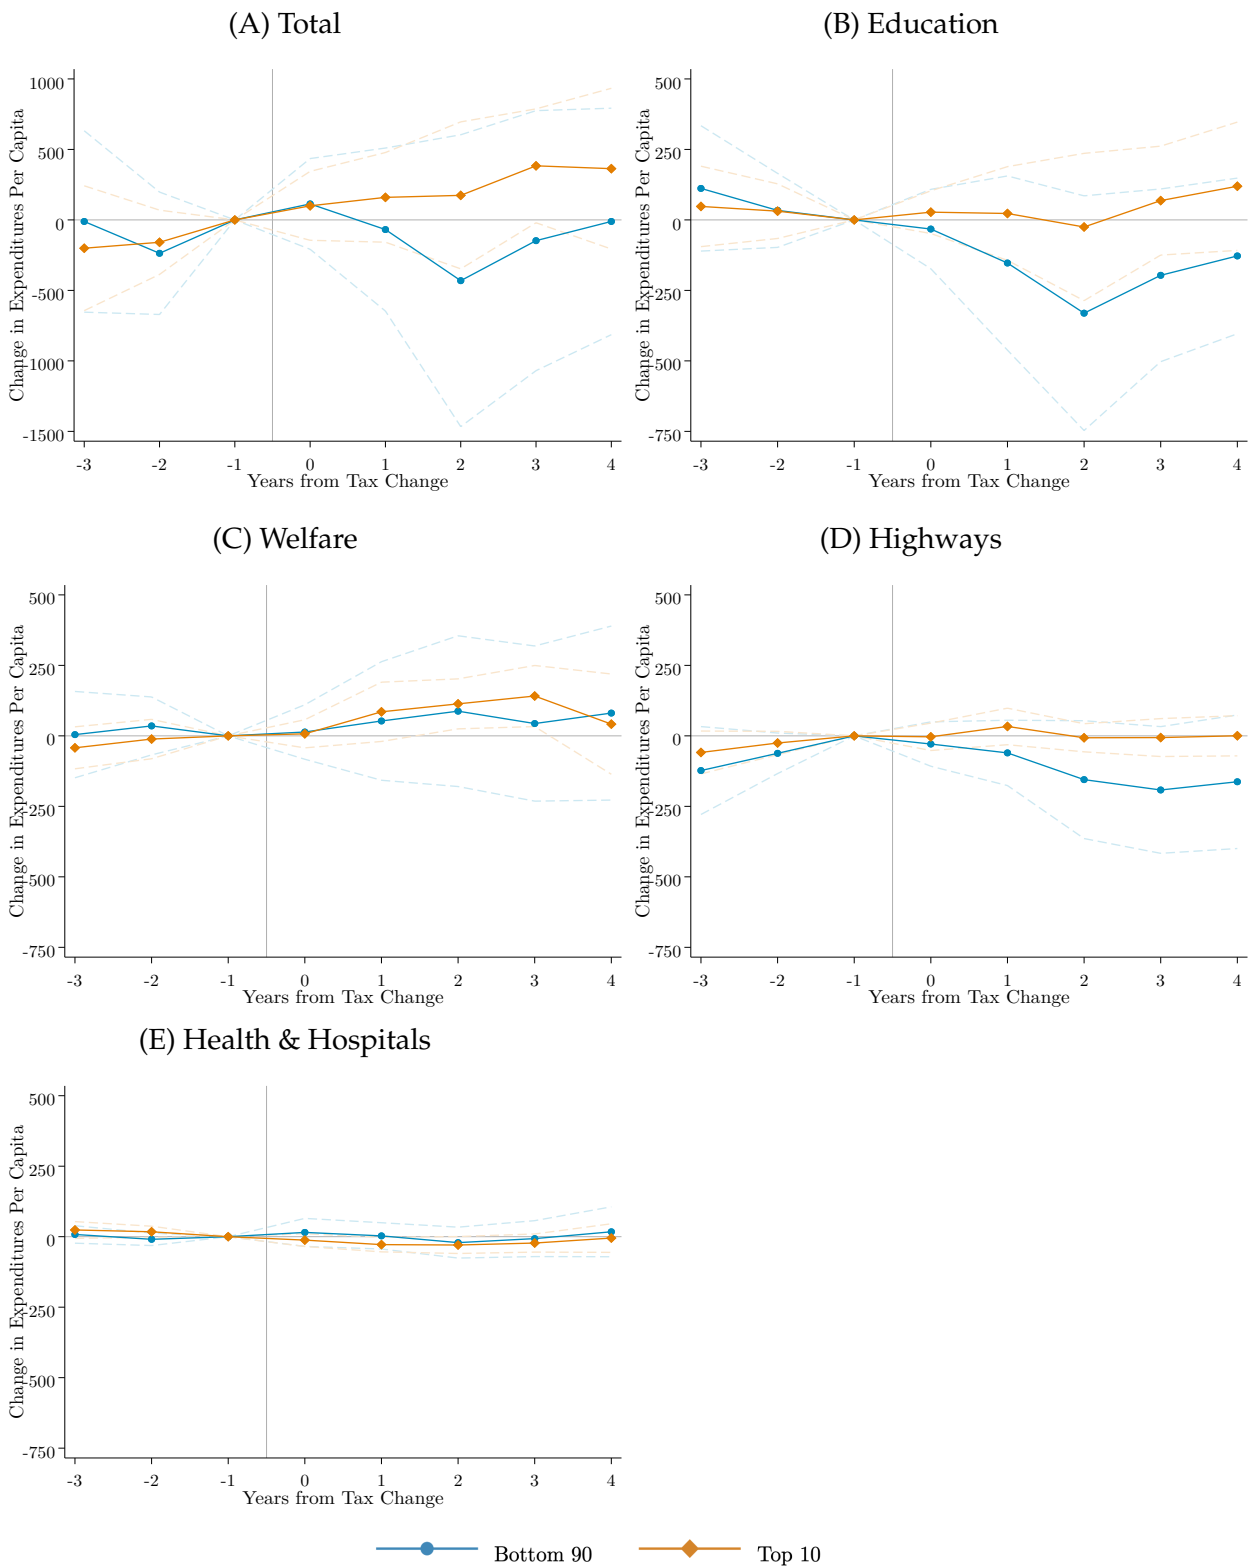 (A) Total
Change in Expenditures Per Capita
1000
500
0
-500
-1000
-1500
-3 -2 -1 0 1 2 3 4
Years from Tax Change
(B) Education
Change in Expenditures Per Capita
500
250
0
-250
-500
-750
-3 -2 -1 0 1 2 3 4
Years from Tax Change
(C) Welfare
Change in Expenditures Per Capita
500
250
0
-250
-500
-750
-3 -2 -1 0 1 2 3 4
Years from Tax Change
(D) Highways
Change in Expenditures Per Capita
500
250
0
-250
-500
-750
-3 -2 -1 0 1 2 3 4
Years from Tax Change
(E) Health & Hospitals
Change in Expenditures Per Capita
500
250
0
-250
-500
-750
-3 -2 -1 0 1 2 3 4
Years from Tax Change
Bottom 90 Top 10